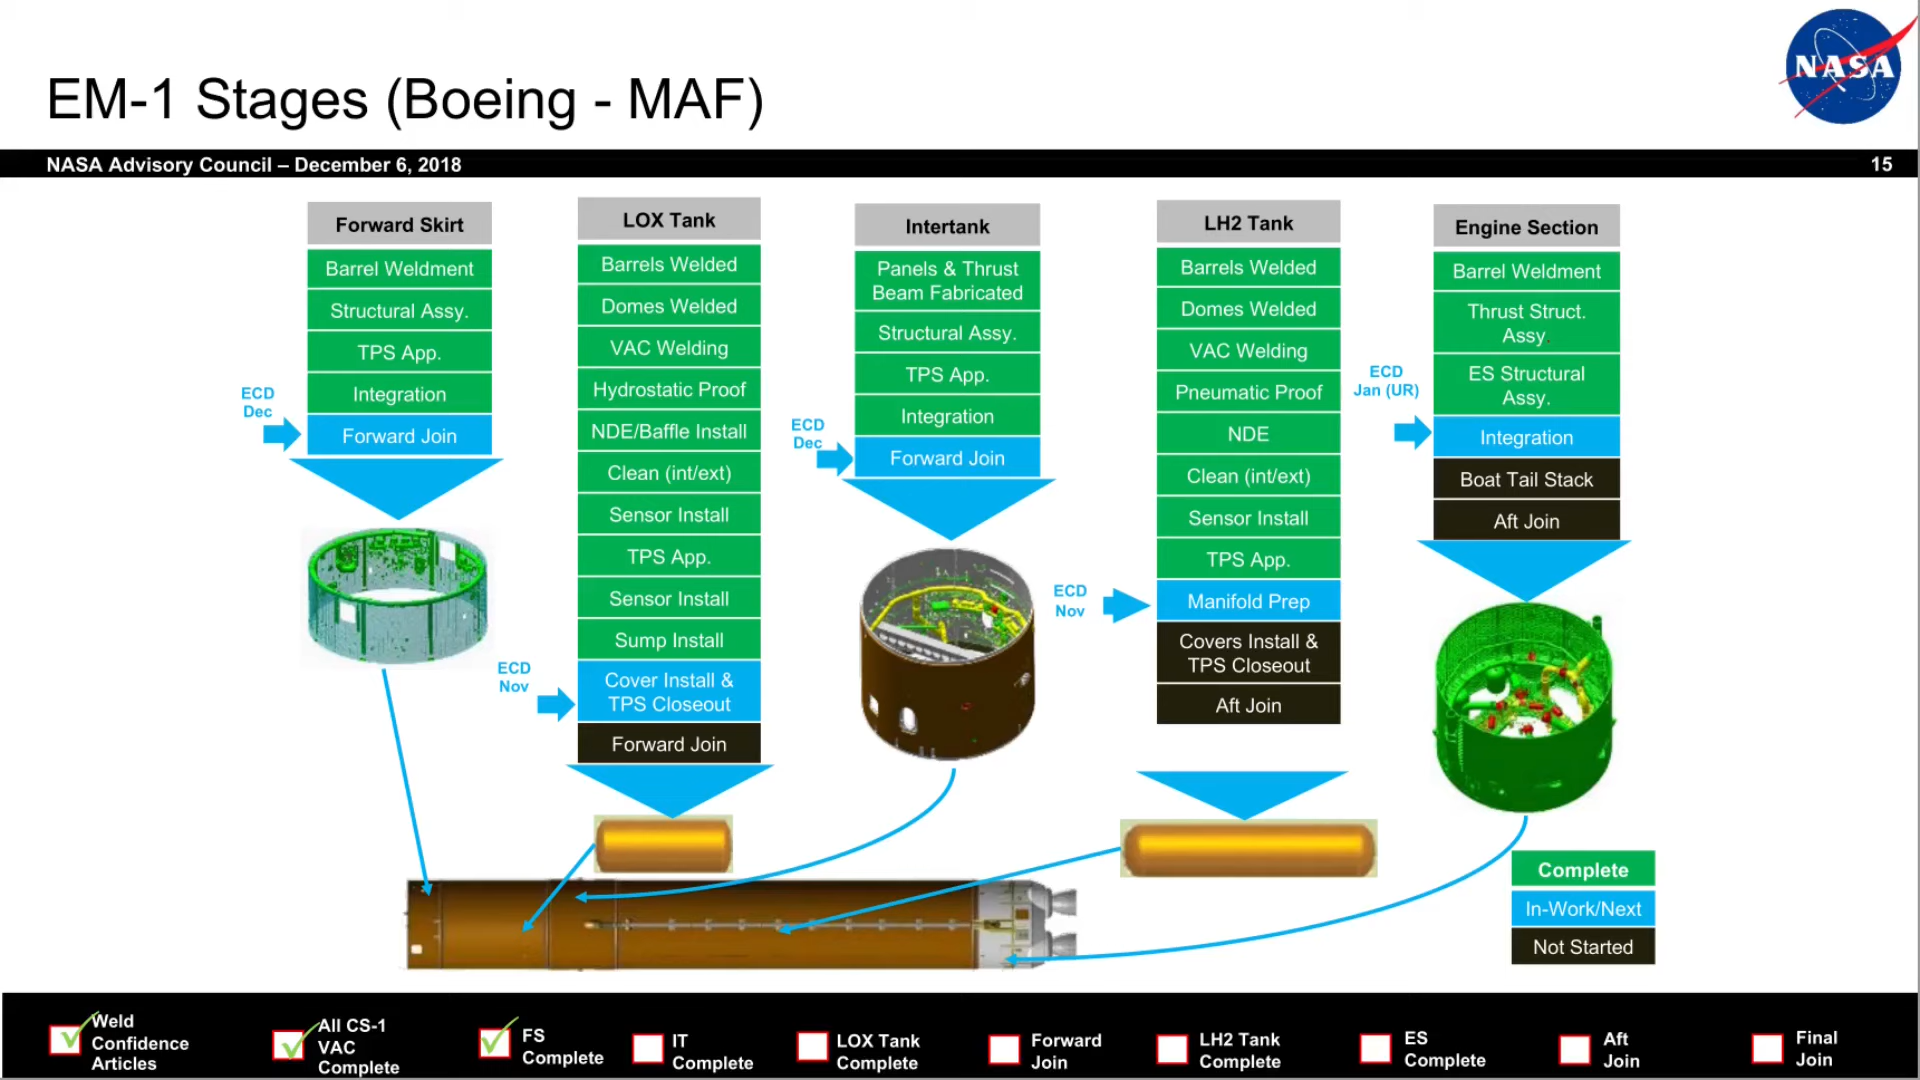 EM-1 Stages (Boeing - MAF)
NASA
NASA Advisory Council – December 6, 2018
15
Forward Skirt
Barrel Weldment
Structural Assy.
TPS App.
Integration
ECD
Dec
Forward Join
LOX Tank
Barrels Welded
Domes Welded
VAC Welding
Hydrostatic Proof
NDE/Baffle Install
Clean (int/ext)
Sensor Install
TPS App.
Sensor Install
Sump Install
ECD
Nov
Cover Install &
TPS Closeout
Forward Join
Intertank
Panels & Thrust
Beam Fabricated
Structural Assy.
TPS App.
Integration
ECD
Dec
Forward Join
LH2 Tank
Barrels Welded
Domes Welded
VAC Welding
Pneumatic Proof
NDE
Clean (int/ext)
Sensor Install
TPS App.
ECD
Nov
Manifold Prep
Covers Install &
TPS Closeout
Aft Join
Engine Section
Barrel Weldment
Thrust Struct.
Assy.
ES Structural
Assy.
ECD
Jan (UR)
Integration
Boat Tail Stack
Aft Join
Complete
In-Work/Next
Not Started
Weld
Confidence
Articles
All CS-1
VAC
Complete
FS
Complete
IT
Complete
LOX Tank
Complete
Forward
Join
LH2 Tank
Complete
ES
Complete
Aft
Join
Final
Join